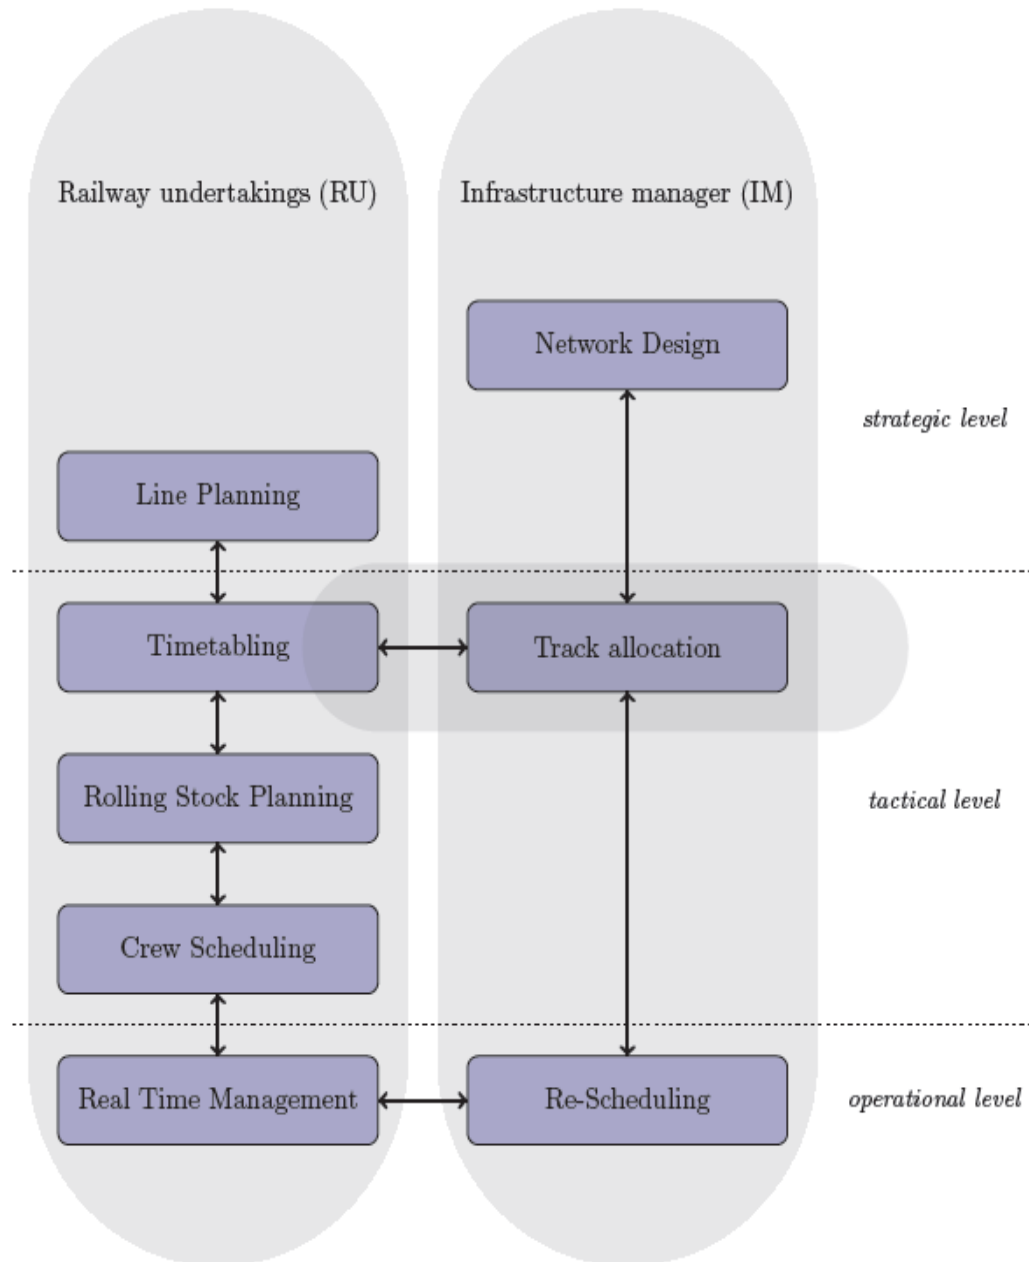 Railway undertakings (RU)
Infrastructure manager (IM)
Network Design
strategic level
Line Planning
Timetabling
Track allocation
Rolling Stock Planning
tactical level
Crew Scheduling
Real Time Management
Re-Scheduling
operational level